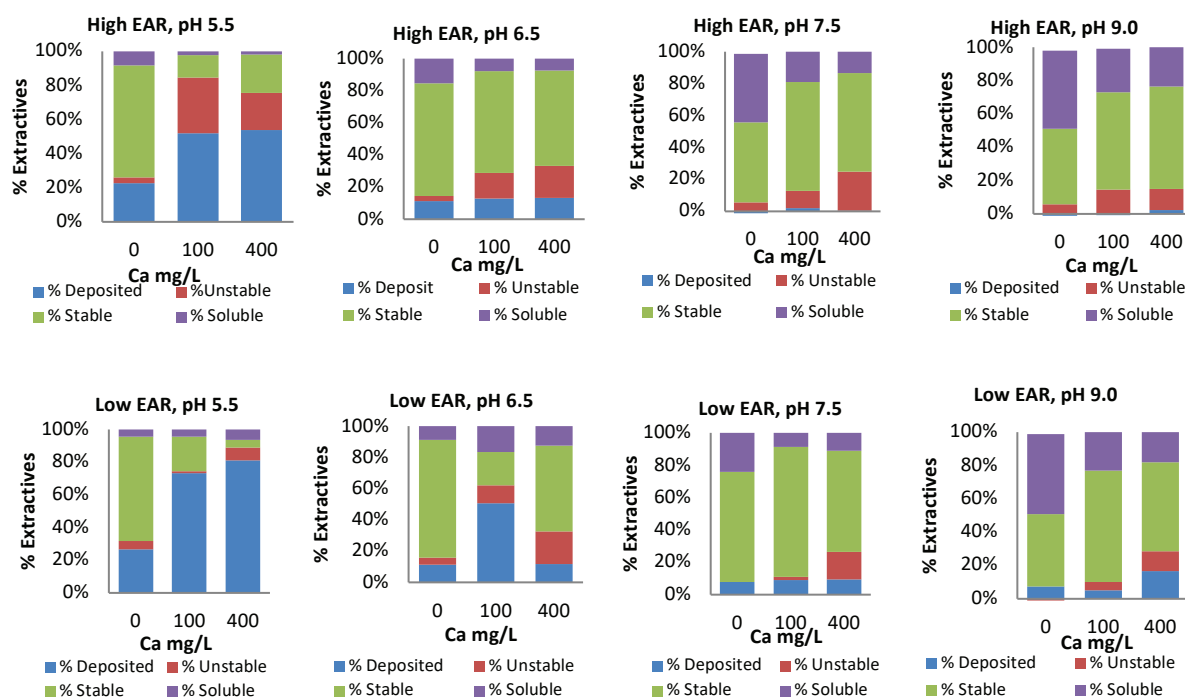 High EAR, pH 5.5
100%
80%
60%
40%
20%
0%
% Extractives
0 100 400
Ca mg/L
% Deposited %Unstable
% Stable % Soluble
High EAR, pH 6.5
100%
80%
60%
40%
20%
0%
% Extractives
0 100 400
Ca mg/L
% Deposit % Unstable
% Stable % Soluble
High EAR, pH 7.5
100%
80%
60%
40%
20%
0%
% Extractives
0 100 400
Ca mg/L
% Deposited % Unstable
% Stable % Soluble
High EAR, pH 9.0
100%
80%
60%
40%
20%
0%
% Extractives
0 100 400
Ca mg/L
% Deposited % Unstable
% Stable % Soluble
Low EAR, pH 5.5
100%
80%
60%
40%
20%
0%
% Extractives
0 100 400
Ca mg/L
% Deposited % Unstable
% Stable % Soluble
Low EAR, pH 6.5
100%
80%
60%
40%
20%
0%
% Extractives
0 100 400
Ca mg/L
% Deposited % Unstable
% Stable % Soluble
Low EAR, pH 7.5
100%
80%
60%
40%
20%
0%
% Extractives
0 100 400
Ca mg/L
% Deposited % Unstable
% Stable % Soluble
Low EAR, pH 9.0
100%
80%
60%
40%
20%
0%
% Extractives
0 100 400
Ca mg/L
% Deposited % Unstable
% Stable % Soluble